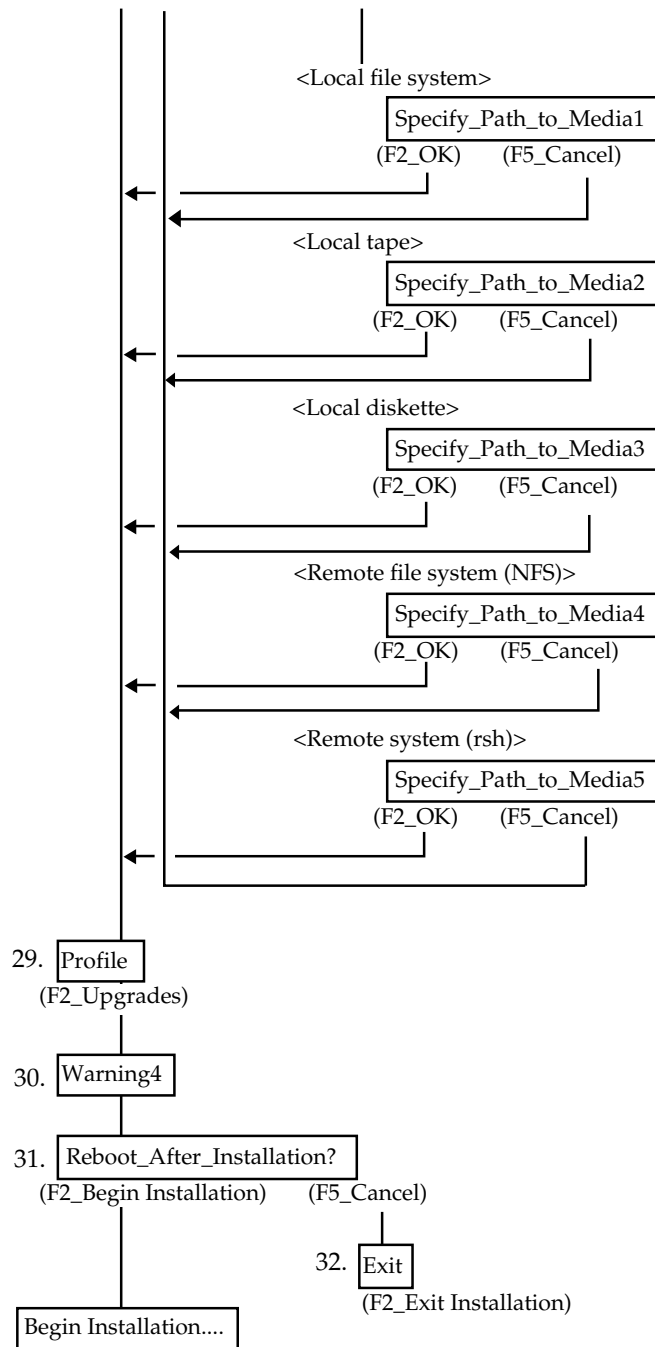 <Local file system>
Specify_Path_to_Media1
(F2_OK) (F5_Cancel)
<Local tape>
Specify_Path_to_Media2
(F2_OK) (F5_Cancel)
<Local diskette>
Specify_Path_to_Media3
(F2_OK) (F5_Cancel)
<Remote file system (NFS)>
Specify_Path_to_Media4
(F2_OK) (F5_Cancel)
<Remote system (rsh)>
Specify_Path_to_Media5
(F2_OK) (F5_Cancel)
29. Profile
(F2_Upgrades)
30. Warning4
31. Reboot_After_Installation?
(F2_Begin Installation) (F5_Cancel)
32. Exit
(F2_Exit Installation)
Begin Installation....